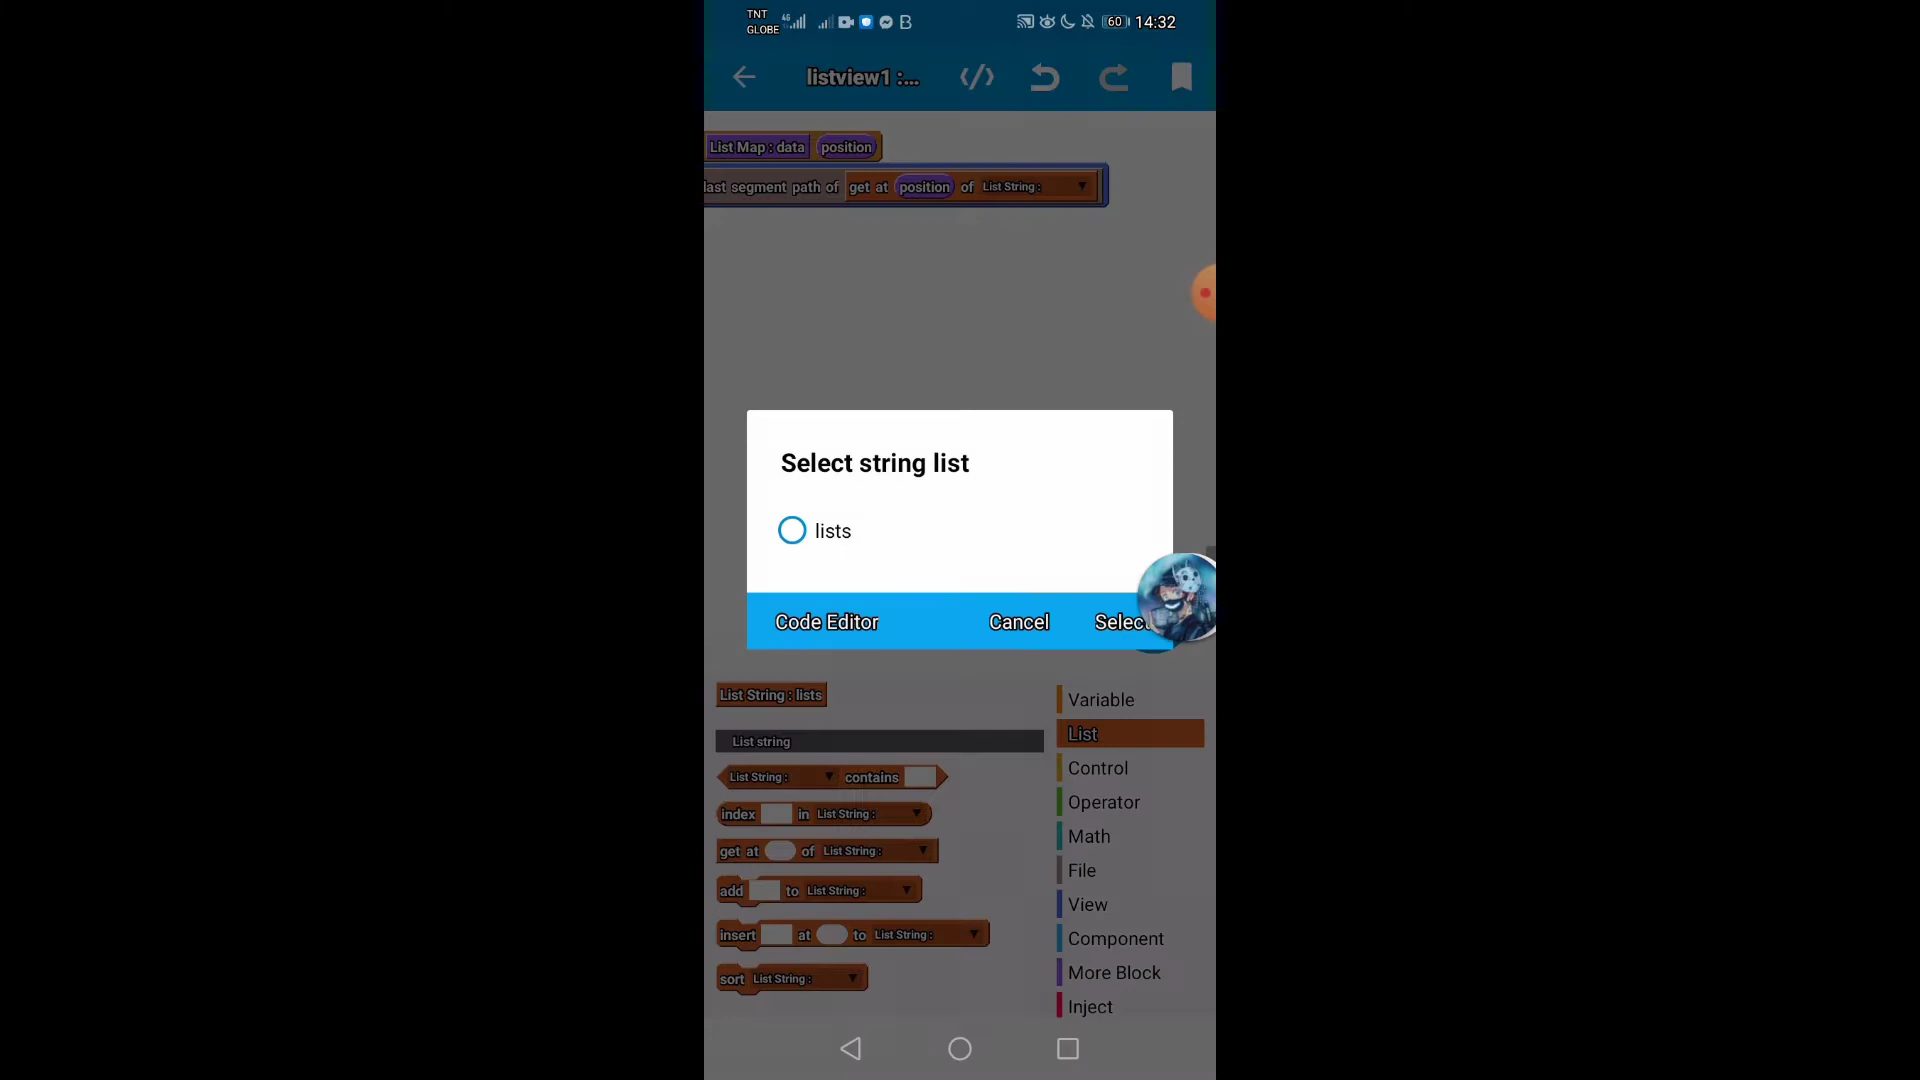 TNT
GLOBE
4G
60
14:32
listview1 :...
List Map : data position
last segment path of get at position of List String :
Select string list
lists
Code Editor
Cancel
Select
List String : lists
List string
List String : contains
index in List String :
get at of List String :
add to List String :
insert at to List String :
sort List String :
Variable
List
Control
Operator
Math
File
View
Component
More Block
Inject